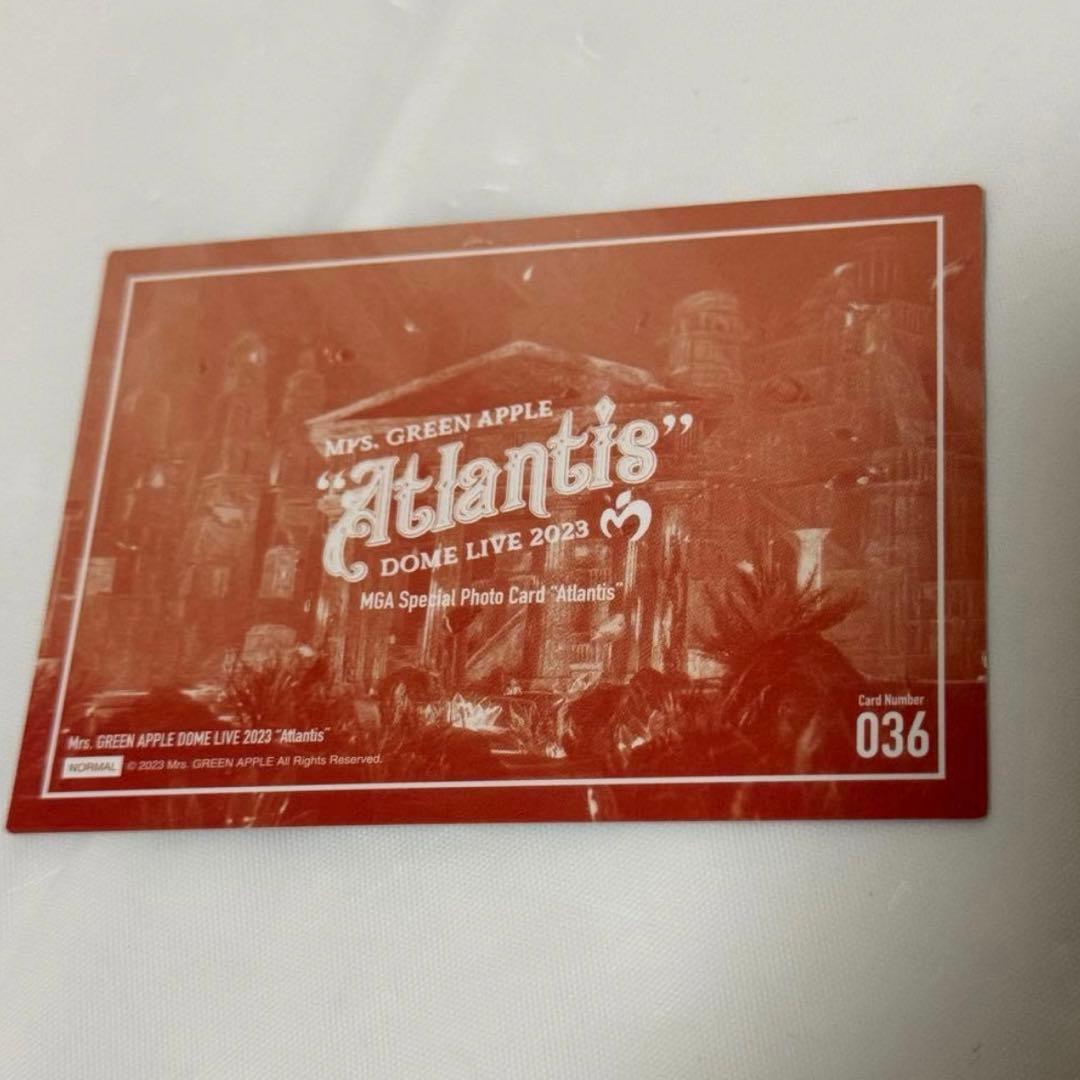 Mrs. GREEN APPLE
“Atlantis”
DOME LIVE 2023
MGA Special Photo Card “Atlantis”
Card Number
036
Mrs. GREEN APPLE DOME LIVE 2023 “Atlantis”
NORMAL © 2023 Mrs. GREEN APPLE All Rights Reserved.